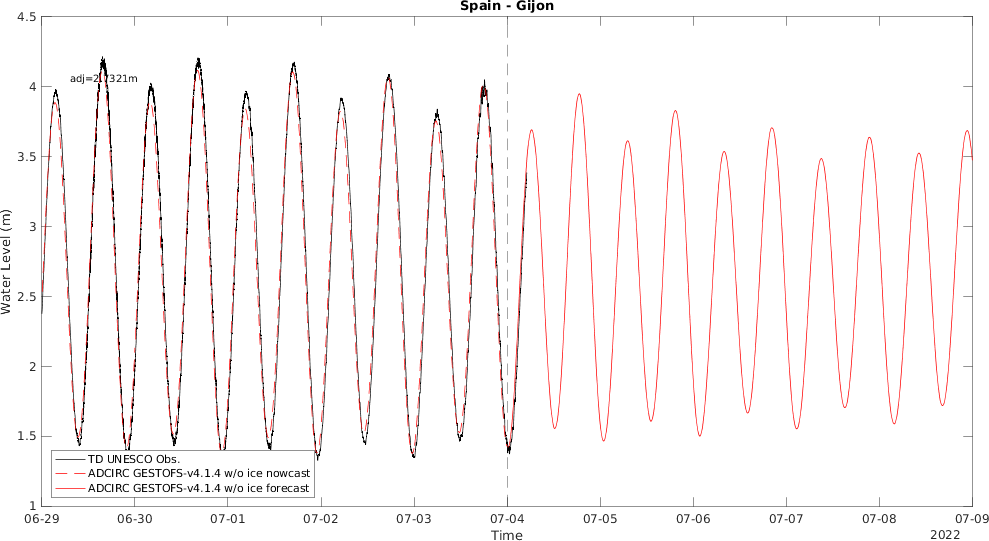 Spain - Gijon
4.5
4
3.5
3
2.5
2
1.5
1
Water Level (m)
TD UNESCO Obs.
ADCIRC GESTOFS-v4.1.4 w/o ice nowcast
ADCIRC GESTOFS-v4.1.4 w/o ice forecast
06-29 06-30 07-01 07-02 07-03 07-04 07-05 07-06 07-07 07-08 07-09
Time
2022